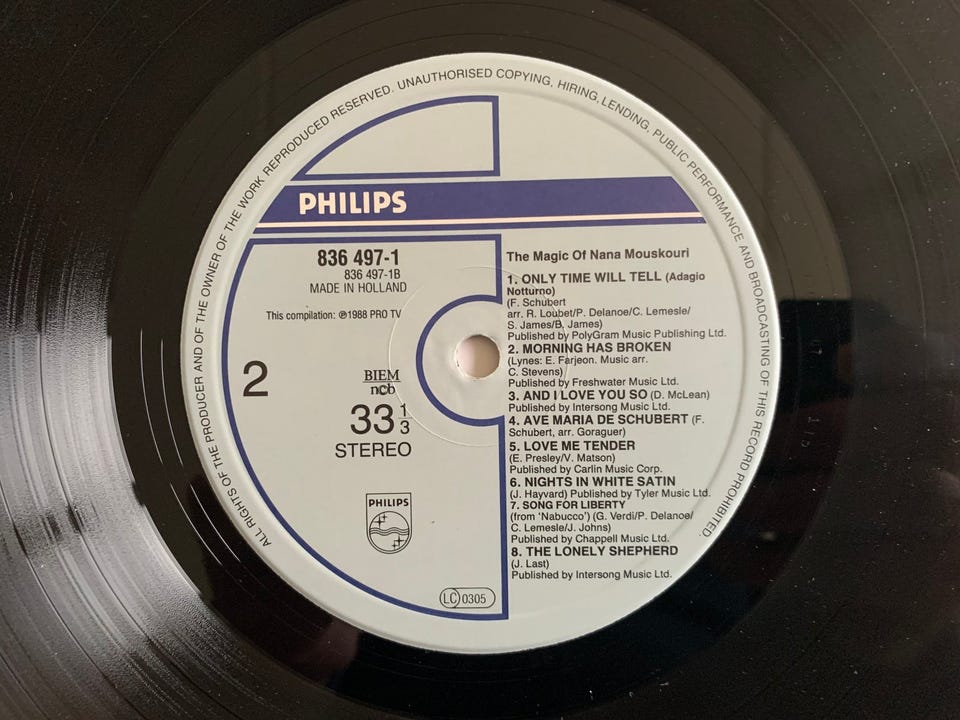 ALL RIGHTS OF THE PRODUCER AND OF THE OWNER OF THE WORK REPRODUCED RESERVED. UNAUTHORISED COPYING, HIRING, LENDING, PUBLIC PERFORMANCE AND BROADCASTING OF THIS RECORD PROHIBITED.
PHILIPS
836 497-1
836 497-1B
MADE IN HOLLAND
This compilation: ℗1988 PRO TV
2
BIEM
ncb
33 1/3
STEREO
PHILIPS
LC 0305
The Magic Of Nana Mouskouri
1. ONLY TIME WILL TELL (Adagio
Notturno)
(F. Schubert
arr. R. Loubet/P. Delanoe/C. Lemesle/
S. James/B. James)
Published by PolyGram Music Publishing Ltd.
2. MORNING HAS BROKEN
(Lynes: E. Farjeon. Music arr.
C. Stevens)
Published by Freshwater Music Ltd.
3. AND I LOVE YOU SO (D. McLean)
Published by Intersong Music Ltd.
4. AVE MARIA DE SCHUBERT (F.
Schubert, arr. Goraguer)
5. LOVE ME TENDER
(E. Presley/V. Matson)
Published by Carlin Music Corp.
6. NIGHTS IN WHITE SATIN
(J. Hayvard) Published by Tyler Music Ltd.
7. SONG FOR LIBERTY
(from 'Nabucco') (G. Verdi/P. Delanoe/
C. Lemesle/J. Johns)
Published by Chappell Music Ltd.
8. THE LONELY SHEPHERD
(J. Last)
Published by Intersong Music Ltd.